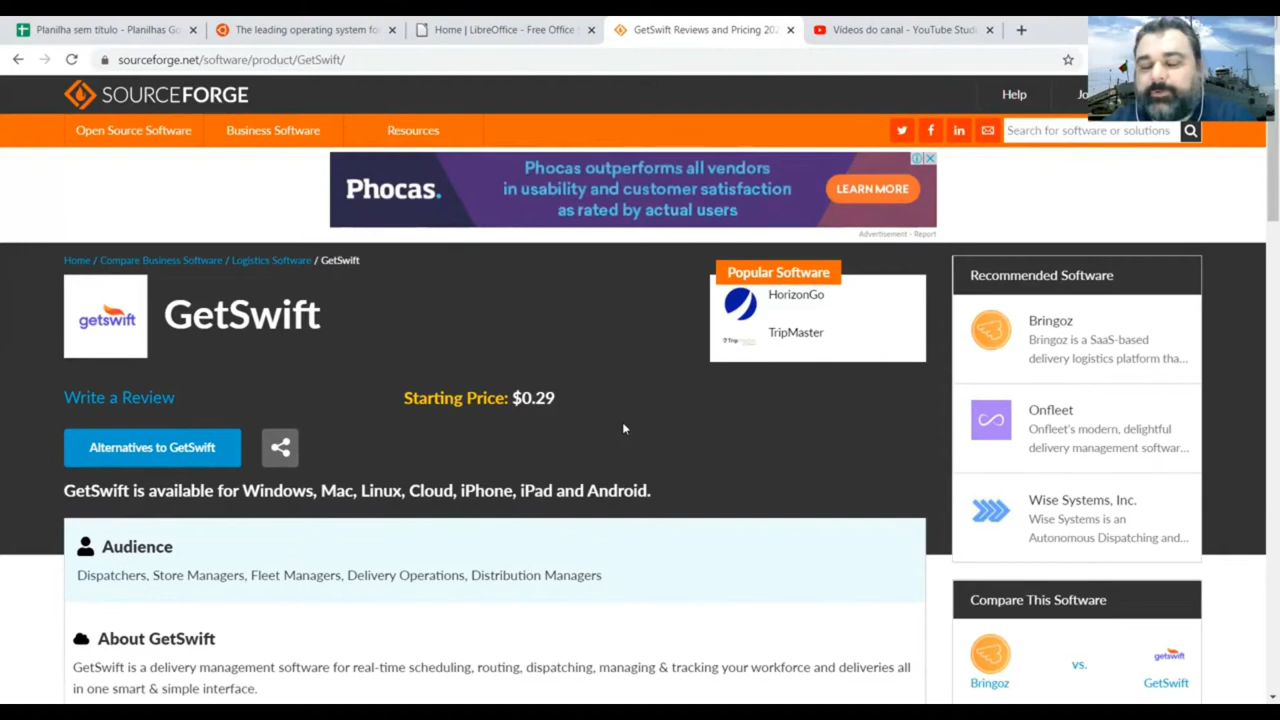 Planilha sem título - Planilhas Go
The leading operating system fo
Home | LibreOffice - Free Office
GetSwift Reviews and Pricing 202
Vídeos do canal - YouTube Studi
sourceforge.net/software/product/GetSwift/
SOURCEFORGE
Help
Jo
Open Source Software
Business Software
Resources
Search for software or solutions
Phocas.
Phocas outperforms all vendors
in usability and customer satisfaction
as rated by actual users
LEARN MORE
Advertisement - Report
Home / Compare Business Software / Logistics Software / GetSwift
getswift
GetSwift
Popular Software
HorizonGo
TripMaster
Write a Review
Starting Price: $0.29
Alternatives to GetSwift
GetSwift is available for Windows, Mac, Linux, Cloud, iPhone, iPad and Android.
Audience
Dispatchers, Store Managers, Fleet Managers, Delivery Operations, Distribution Managers
About GetSwift
GetSwift is a delivery management software for real-time scheduling, routing, dispatching, managing & tracking your workforce and deliveries all
in one smart & simple interface.
Recommended Software
Bringoz
Bringoz is a SaaS-based
delivery logistics platform tha...
Onfleet
Onfleet's modern, delightful
delivery management softwar...
Wise Systems, Inc.
Wise Systems is an
Autonomous Dispatching and...
Compare This Software
vs.
getswift
Bringoz
GetSwift